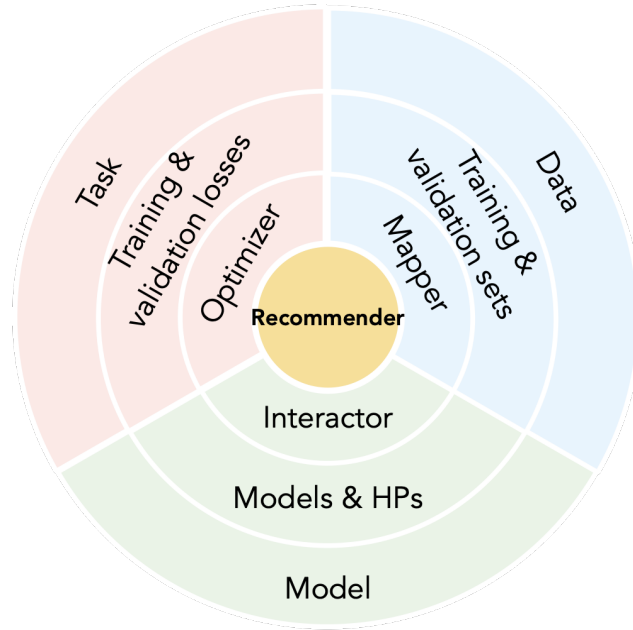 Task
Training &
validation losses
Optimizer
Data
Training &
validation sets
Mapper
Recommender
Interactor
Models & HPs
Model